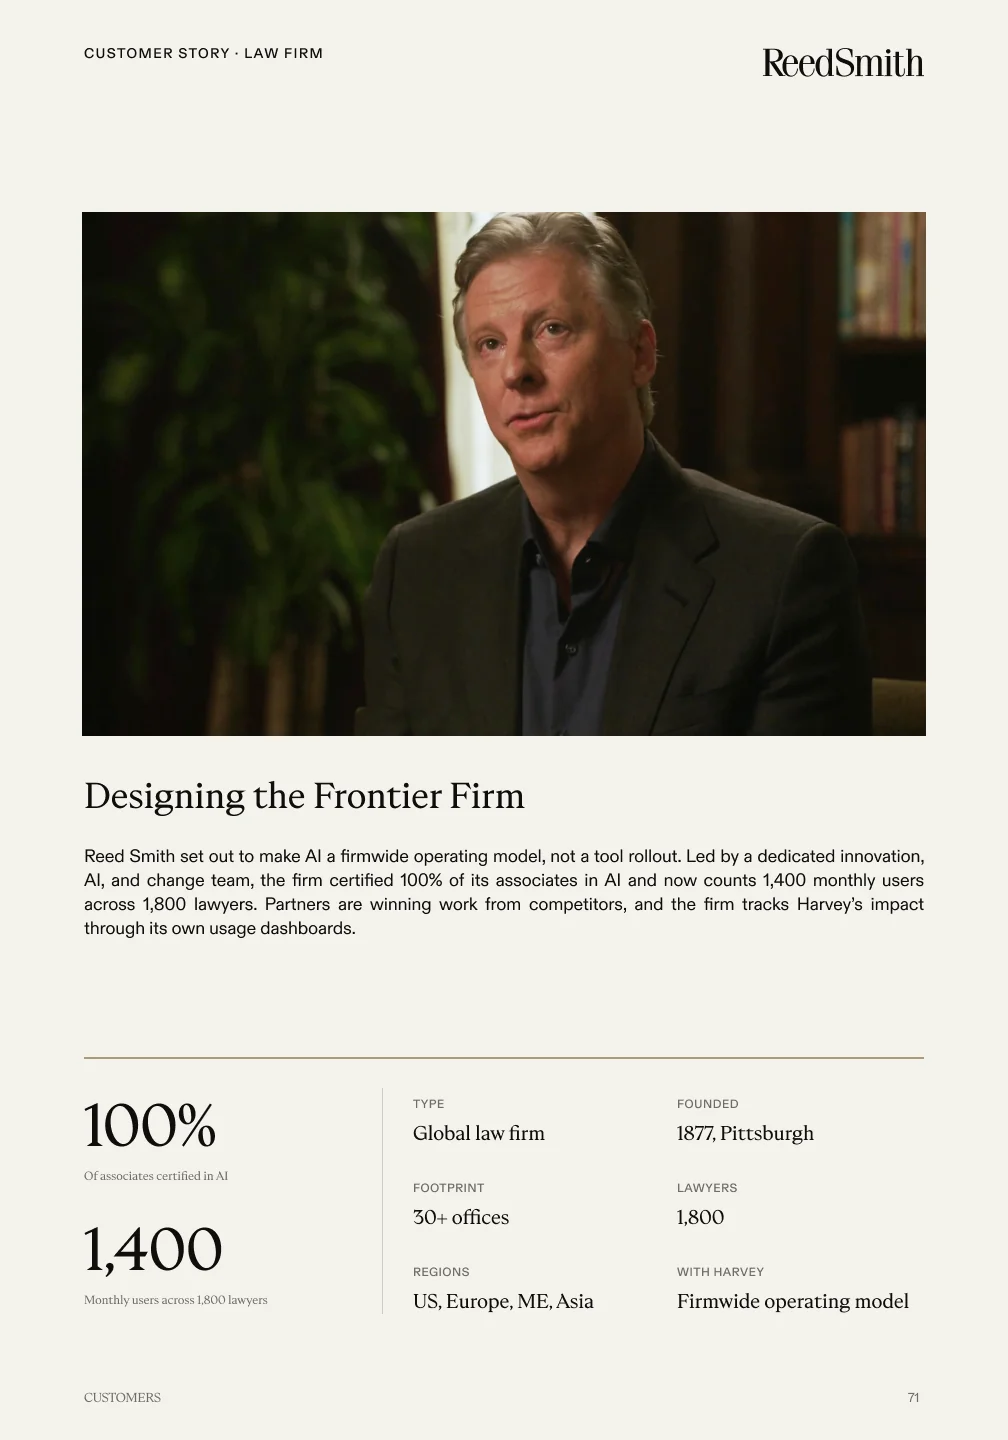 CUSTOMER STORY · LAW FIRM
ReedSmith
Designing the Frontier Firm
Reed Smith set out to make AI a firmwide operating model, not a tool rollout. Led by a dedicated innovation,
AI, and change team, the firm certified 100% of its associates in AI and now counts 1,400 monthly users
across 1,800 lawyers. Partners are winning work from competitors, and the firm tracks Harvey’s impact
through its own usage dashboards.
100%
Of associates certified in AI
1,400
Monthly users across 1,800 lawyers
TYPE
Global law firm
FOUNDED
1877, Pittsburgh
FOOTPRINT
30+ offices
LAWYERS
1,800
REGIONS
US, Europe, ME, Asia
WITH HARVEY
Firmwide operating model
CUSTOMERS
71